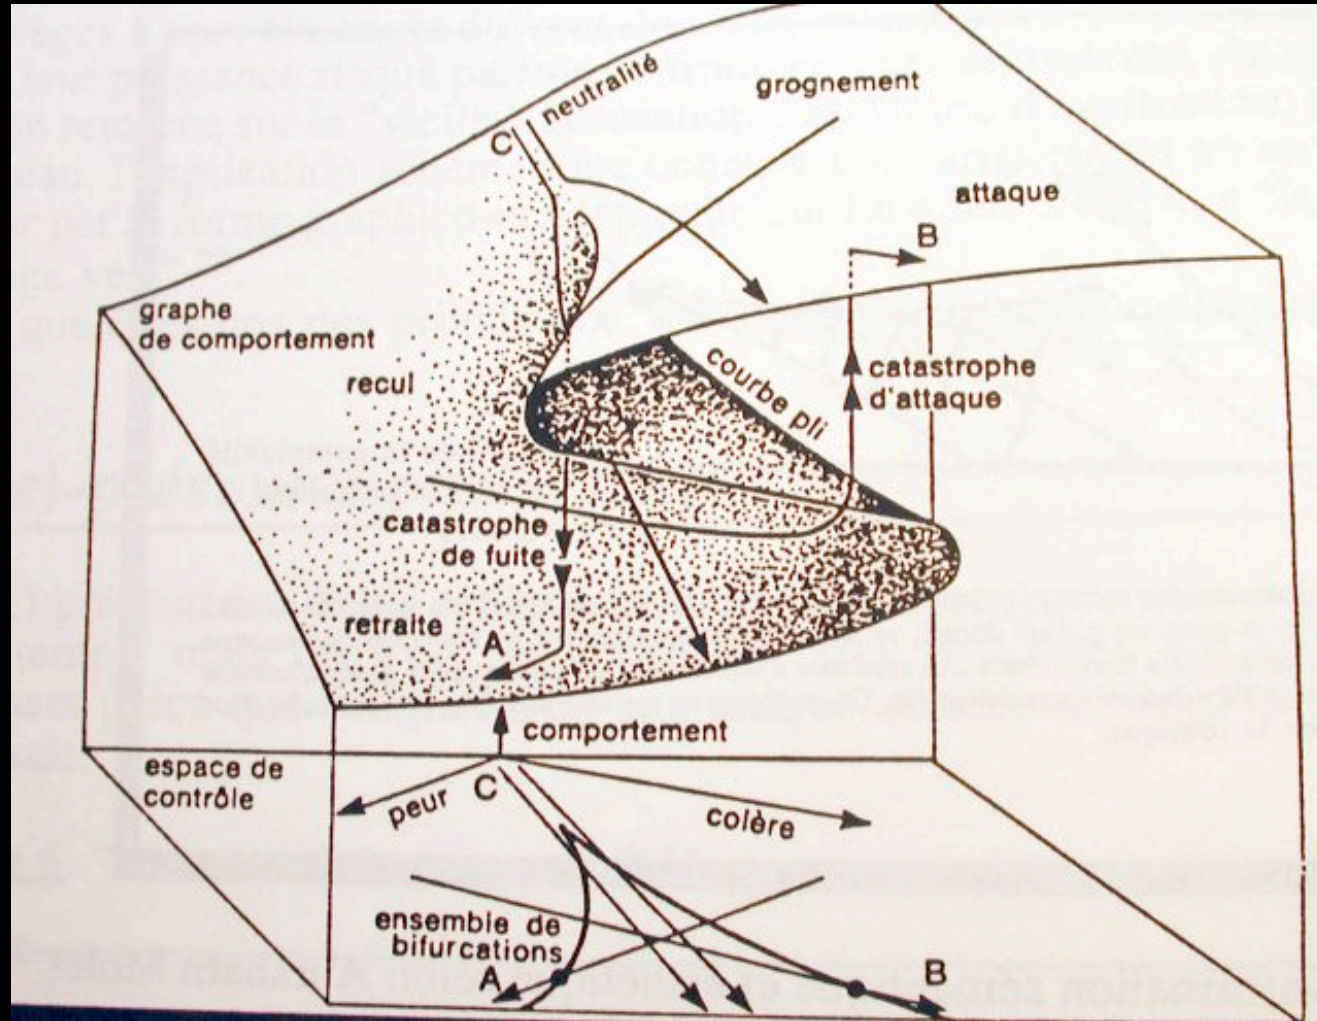 neutralité
grognement
C
attaque
B
graphe
de comportement
recul
courbe pli
catastrophe
d'attaque
catastrophe
de fuite
retraite
A
comportement
espace de
contrôle
C
peur
colère
ensemble de
bifurcations
A
B